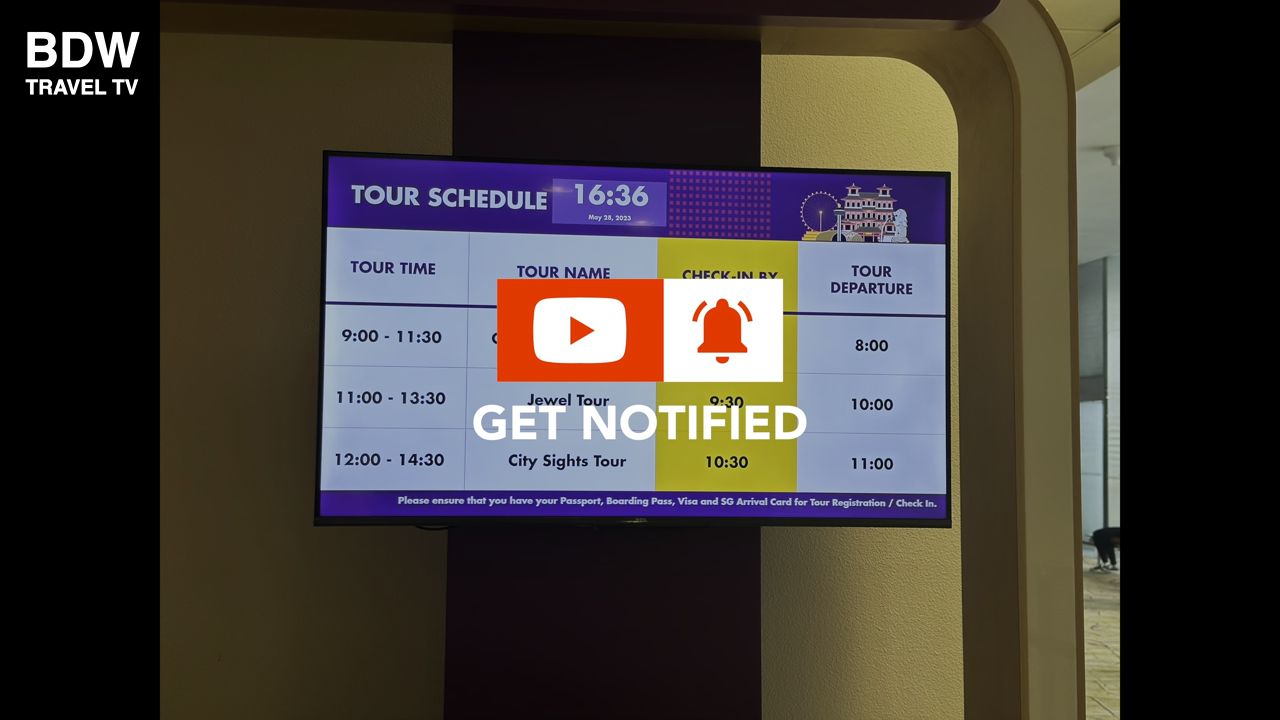 BDW
TRAVEL TV
TOUR SCHEDULE
16:36
May 28, 2023
TOUR TIME
TOUR NAME
CHECK-IN BY
TOUR
DEPARTURE
9:00 - 11:30
8:00
11:00 - 13:30
Jewel Tour
9:30
10:00
GET NOTIFIED
12:00 - 14:30
City Sights Tour
10:30
11:00
Please ensure that you have your Passport, Boarding Pass, Visa and SG Arrival Card for Tour Registration / Check In.